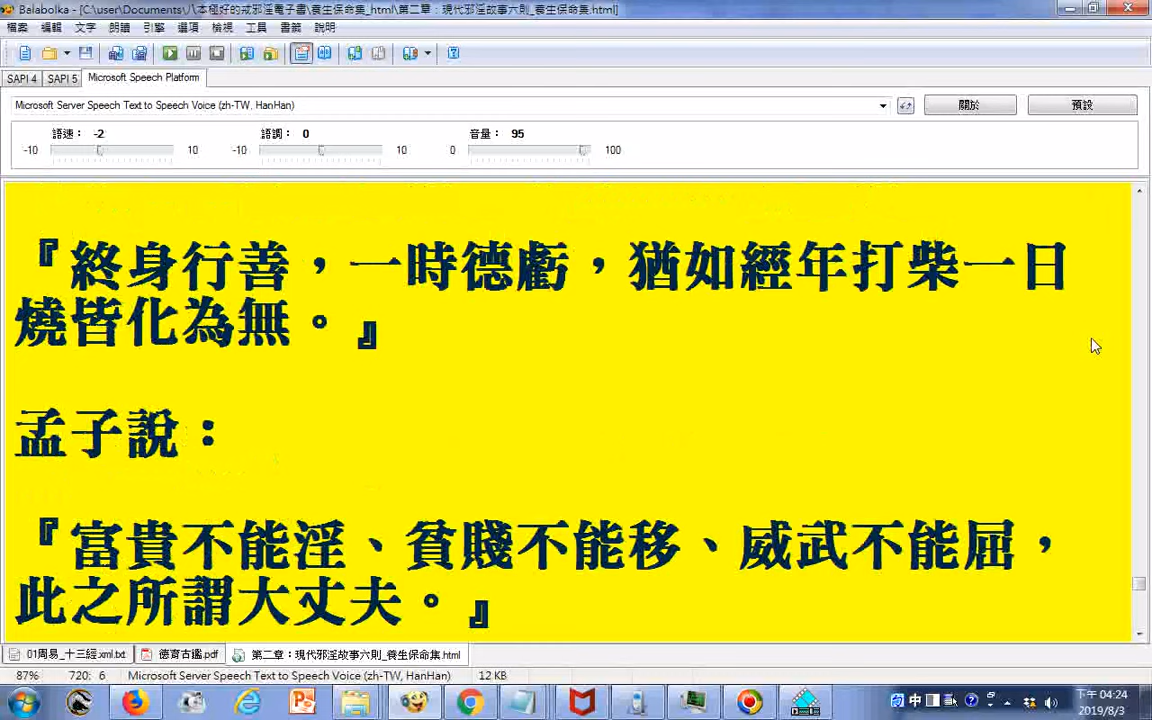 Balabolka - [C:\user\Documents\八本極好的戒邪淫電子書\養生保命集_html\第二章：現代邪淫故事六則_養生保命集.html]
檔案 編輯 文字 朗讀 引擎 選項 檢視 工具 書籤 說明
SAPI 4 SAPI 5 Microsoft Speech Platform
Microsoft Server Speech Text to Speech Voice (zh-TW, HanHan) 關於 預設
語速： -2 語調： 0 音量： 95
-10 10 -10 10 0 100
『終身行善，一時德虧，猶如經年打柴一日
燒皆化為無。』
孟子說：
『富貴不能淫、貧賤不能移、威武不能屈，
此之所謂大丈夫。』
01周易_十三經.xml.txt 德育古鑑.pdf 第二章：現代邪淫故事六則_養生保命集.html
87% 720: 6 Microsoft Server Speech Text to Speech Voice (zh-TW, HanHan) 12 KB
中 下午 04:24
2019/8/3